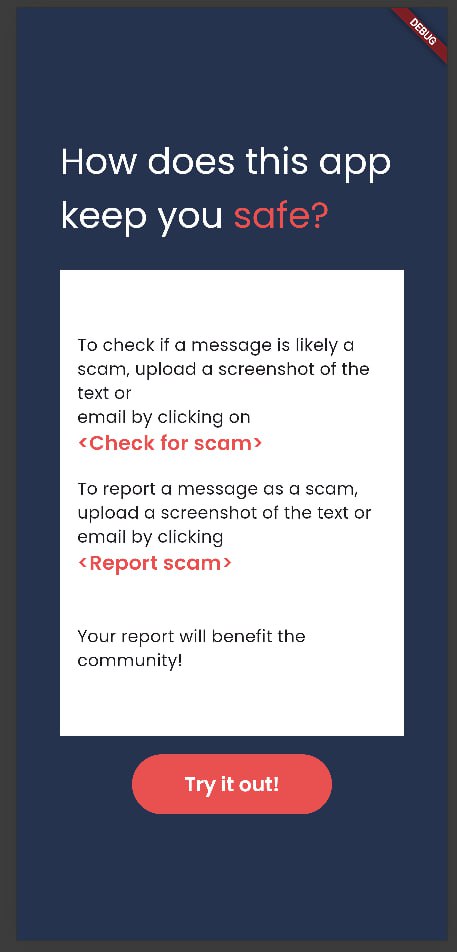 DEBUG
How does this app
keep you safe?
To check if a message is likely a
scam, upload a screenshot of the
text or
email by clicking on
<Check for scam>
To report a message as a scam,
upload a screenshot of the text or
email by clicking
<Report scam>
Your report will benefit the
community!
Try it out!